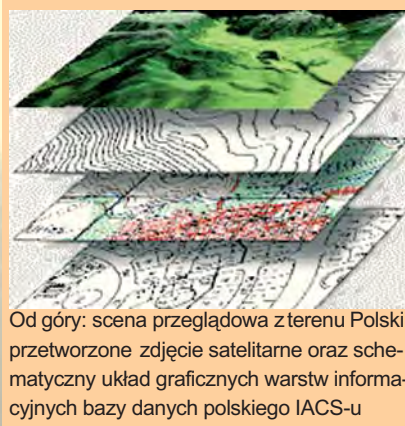 Od góry: scena przeglądowa z terenu Polski
przetworzone zdjęcie satelitarne oraz sche-
matyczny układ graficznych warstw informa-
cyjnych bazy danych polskiego IACS-u